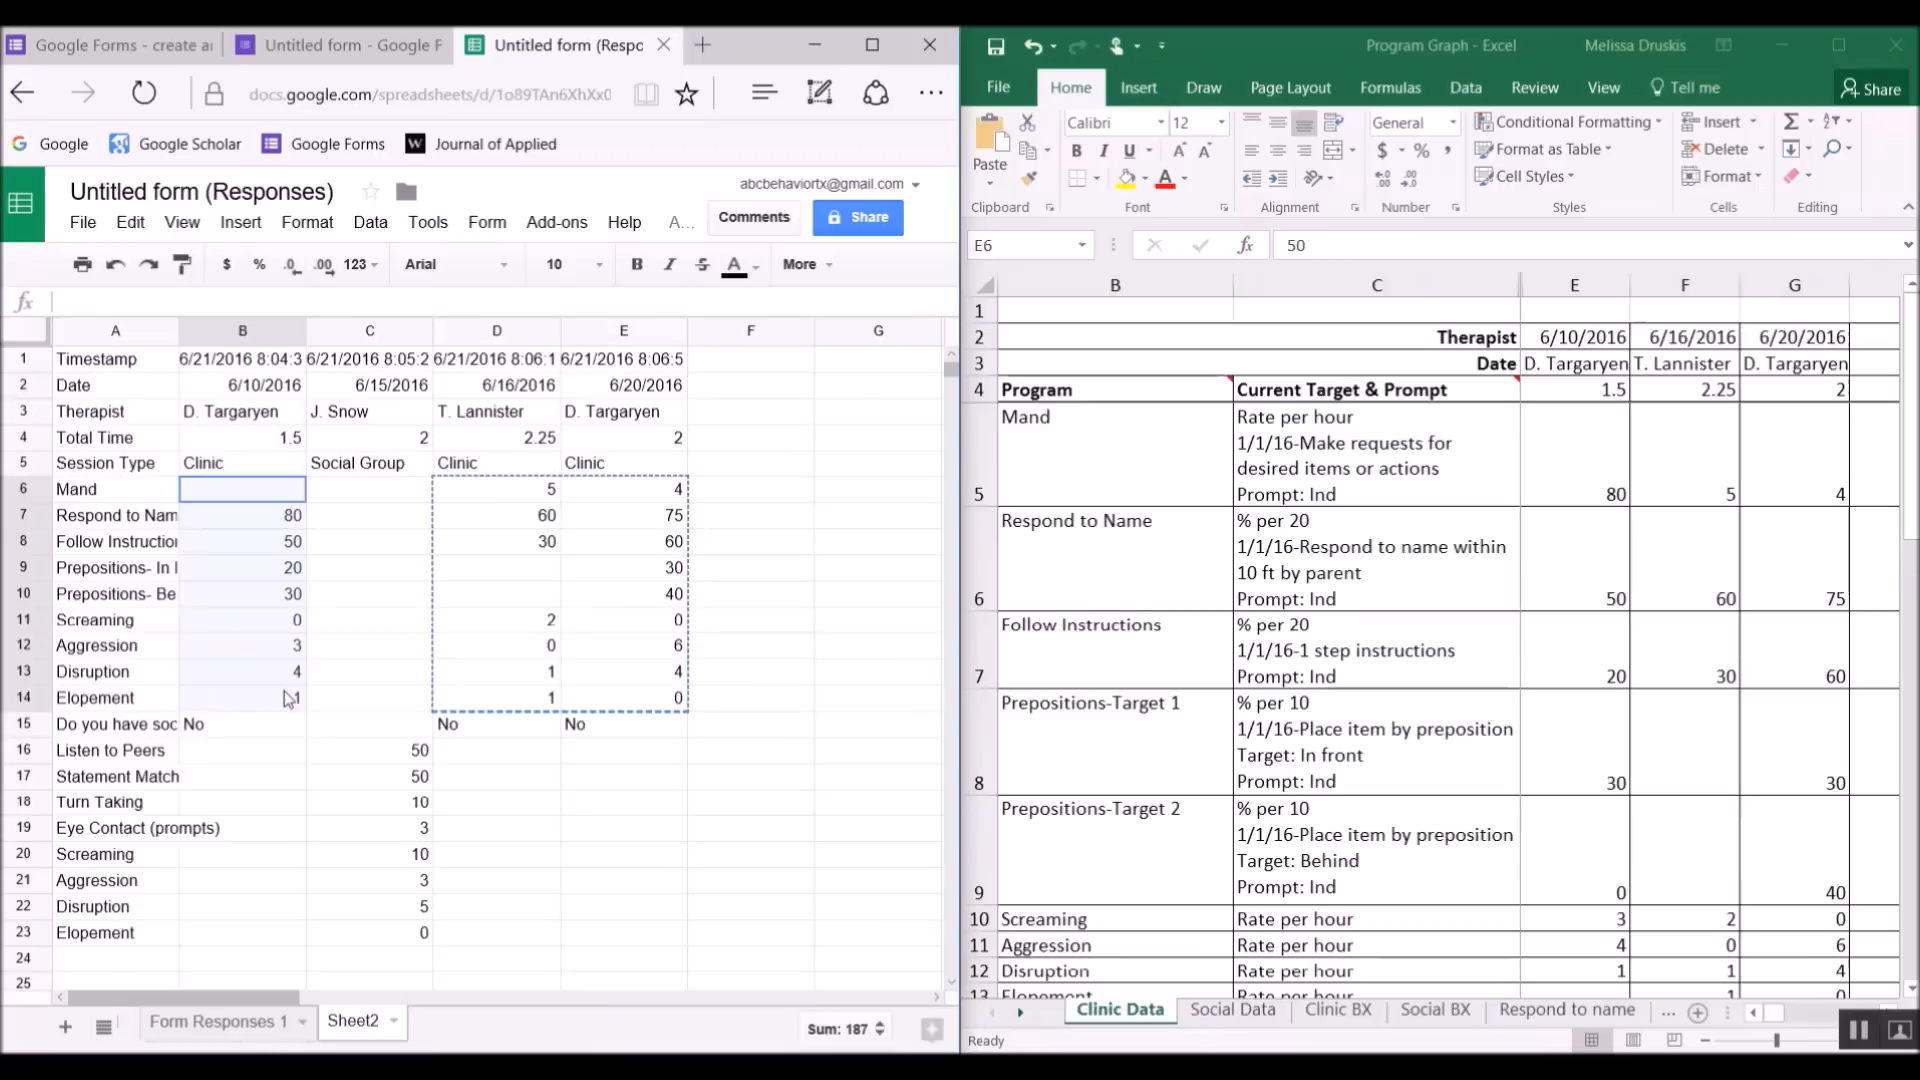 Google Forms - create an
Untitled form - Google F
Untitled form (Respo
docs.google.com/spreadsheets/d/1o89TAn6XhXx0
Google
Google Scholar
Google Forms
W Journal of Applied
Untitled form (Responses)
abcbehaviortx@gmail.com
File Edit View Insert Format Data Tools Form Add-ons Help A...
Comments
Share
$ % .0 .00 123 Arial 10 B I S A More
fx
A B C D E F G
1 Timestamp 6/21/2016 8:04:3 6/21/2016 8:05:2 6/21/2016 8:06:1 6/21/2016 8:06:5
2 Date 6/10/2016 6/15/2016 6/16/2016 6/20/2016
3 Therapist D. Targaryen J. Snow T. Lannister D. Targaryen
4 Total Time 1.5 2 2.25 2
5 Session Type Clinic Social Group Clinic Clinic
6 Mand 5 4
7 Respond to Nam 80 60 75
8 Follow Instruction 50 30 60
9 Prepositions- In 20 30
10 Prepositions- Be 30 40
11 Screaming 0 2 0
12 Aggression 3 0 6
13 Disruption 4 1 4
14 Elopement 1 1 0
15 Do you have soc No No No
16 Listen to Peers 50
17 Statement Match 50
18 Turn Taking 10
19 Eye Contact (prompts) 3
20 Screaming 10
21 Aggression 3
22 Disruption 5
23 Elopement 0
24
25
Form Responses 1
Sheet2
Sum: 187
Program Graph - Excel
Melissa Druskis
File Home Insert Draw Page Layout Formulas Data Review View Tell me Share
Paste
Clipboard
Calibri 12
B I U A A
A
Font
Alignment
General
$ % ,
.0 .00
Number
Conditional Formatting
Format as Table
Cell Styles
Styles
Insert
Delete
Format
Cells
Editing
E6 fx 50
B C E F G
1
2 Therapist 6/10/2016 6/16/2016 6/20/2016
3 Date D. Targaryen T. Lannister D. Targaryen
4 Program Current Target & Prompt 1.5 2.25 2
Mand Rate per hour
1/1/16-Make requests for
desired items or actions
5 Prompt: Ind 80 5 4
Respond to Name % per 20
1/1/16-Respond to name within
10 ft by parent
6 Prompt: Ind 50 60 75
Follow Instructions % per 20
1/1/16-1 step instructions
7 Prompt: Ind 20 30 60
Prepositions-Target 1 % per 10
1/1/16-Place item by preposition
Target: In front
8 Prompt: Ind 30 30
Prepositions-Target 2 % per 10
1/1/16-Place item by preposition
Target: Behind
9 Prompt: Ind 0 40
10 Screaming Rate per hour 3 2 0
11 Aggression Rate per hour 4 0 6
12 Disruption Rate per hour 1 1 4
13 Elopement Rate per hour 1 0
Clinic Data Social Data Clinic BX Social BX Respond to name ...
Ready